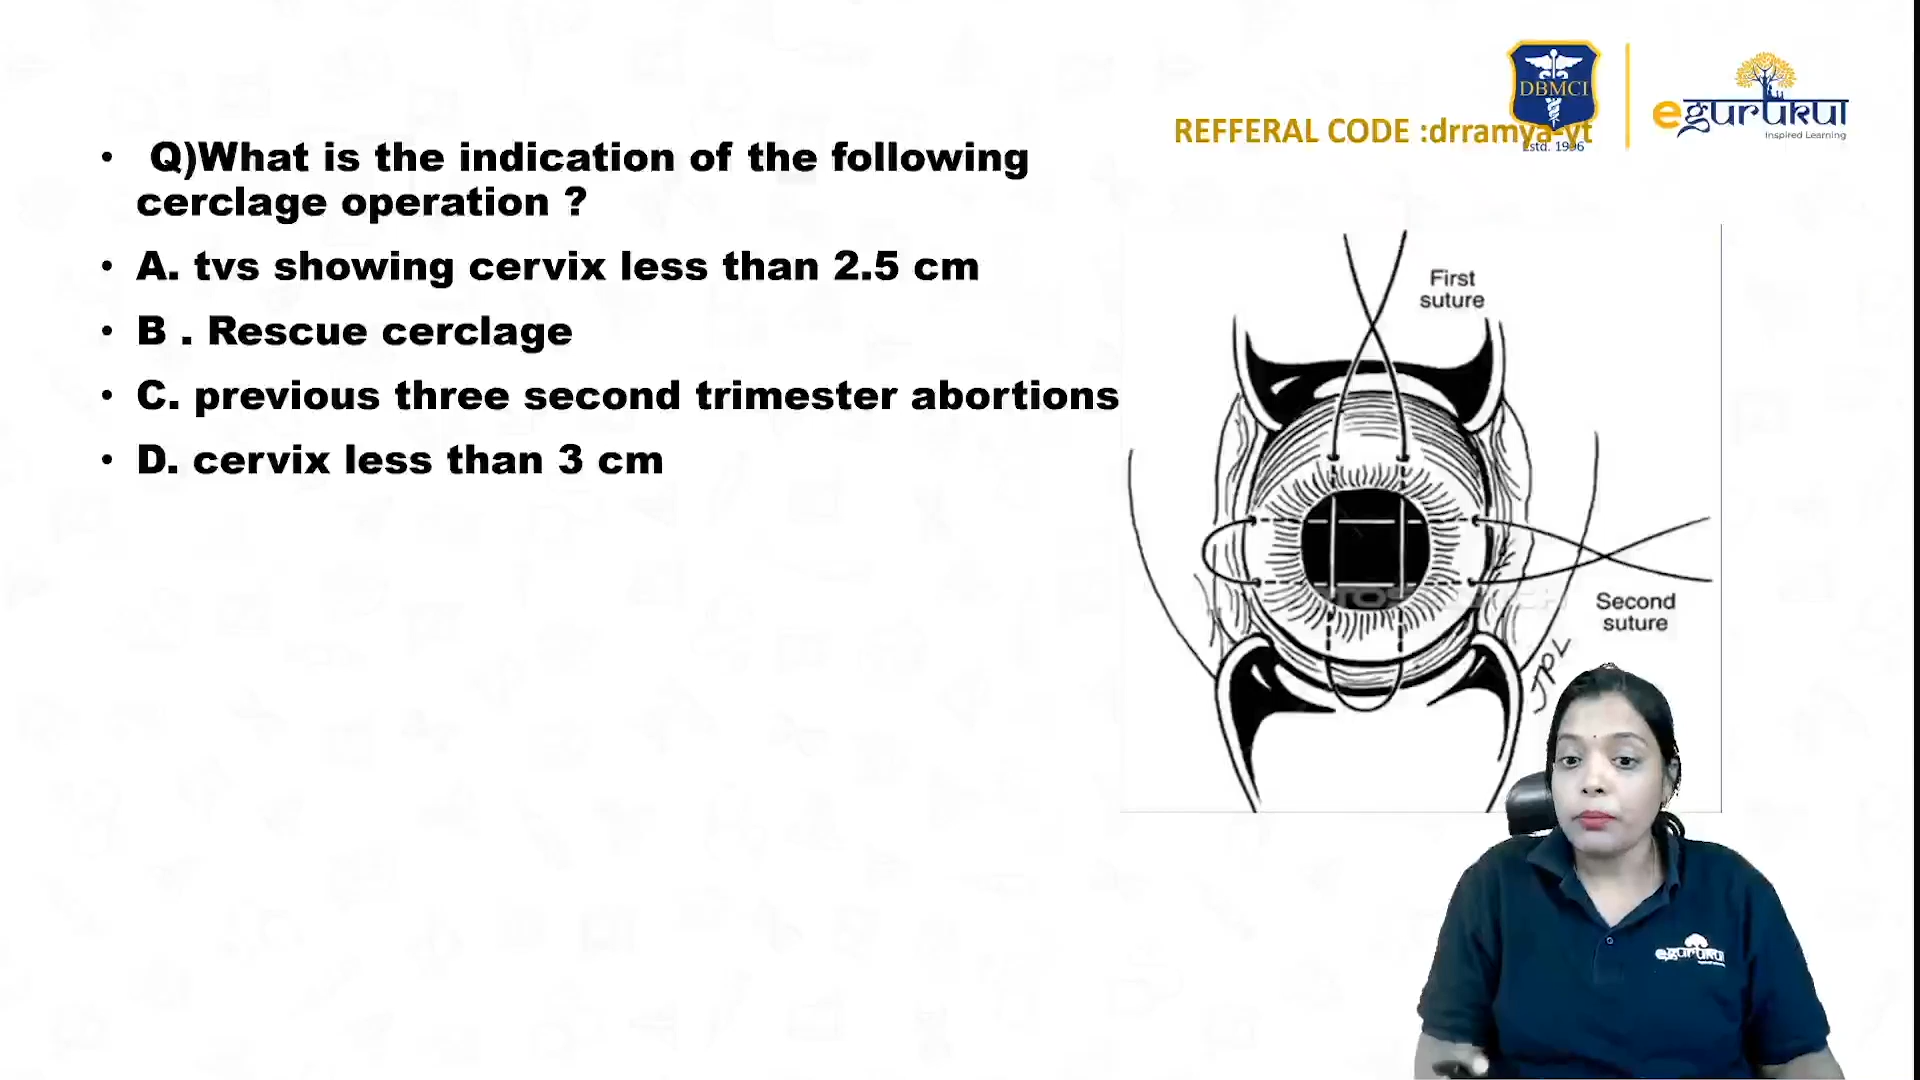 DBMCI
Estd. 1996
egurukul
Inspired Learning
REFFERAL CODE :drramya-yt
• Q)What is the indication of the following
cerclage operation ?
• A. tvs showing cervix less than 2.5 cm
• B . Rescue cerclage
• C. previous three second trimester abortions
• D. cervix less than 3 cm
First
suture
Second
suture
JPL
egurukul